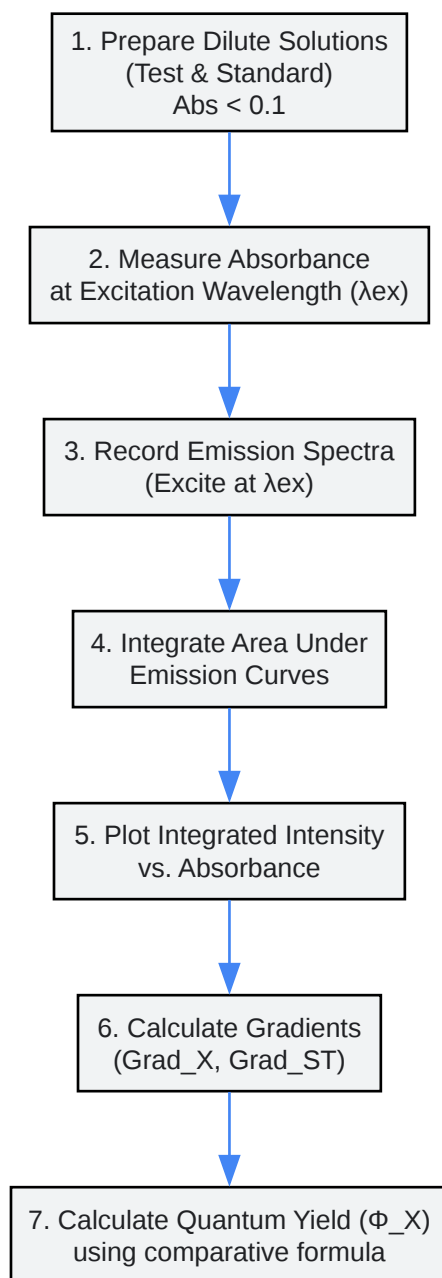 1. Prepare Dilute Solutions
(Test & Standard)
Abs < 0.1
2. Measure Absorbance
at Excitation Wavelength (λex)
3. Record Emission Spectra
(Excite at λex)
4. Integrate Area Under
Emission Curves
5. Plot Integrated Intensity
vs. Absorbance
6. Calculate Gradients
(Grad_X, Grad_ST)
7. Calculate Quantum Yield (Φ_X)
using comparative formula